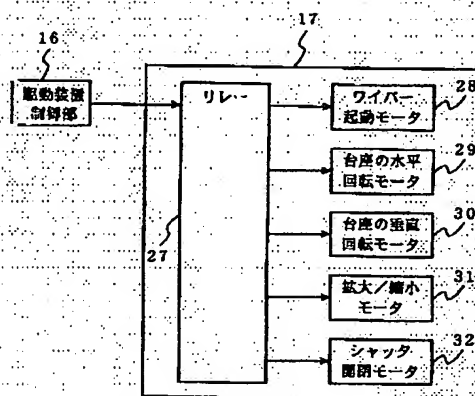 16
17
駆動装置
制御部
リレー
27
ワイパー
起動モータ
28
台座の水平
回転モータ
29
台座の垂直
回転モータ
30
拡大/縮小
モータ
31
シャッタ
開閉モータ
32